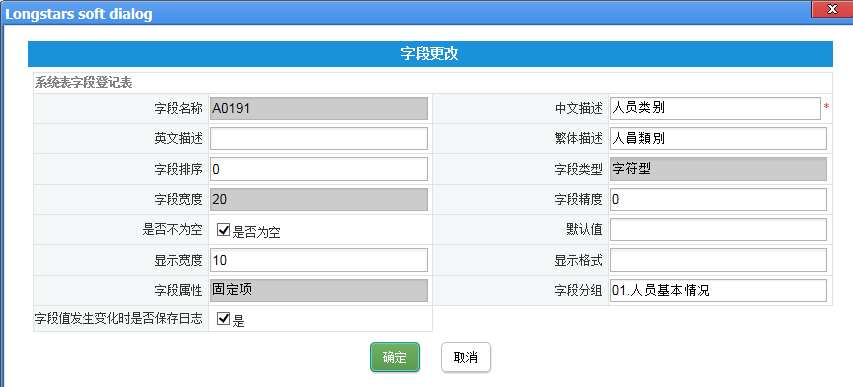 Longstars soft dialog
字段更改
系统表字段登记表
字段名称 A0191 中文描述 人员类别 *
英文描述 繁体描述 人員類別
字段排序 0 字段类型 字符型
字段宽度 20 字段精度 0
是否不为空 是否为空 默认值
显示宽度 10 显示格式
字段属性 固定项 字段分组 01.人员基本情况
字段值发生变化时是否保存日志 是
确定 取消